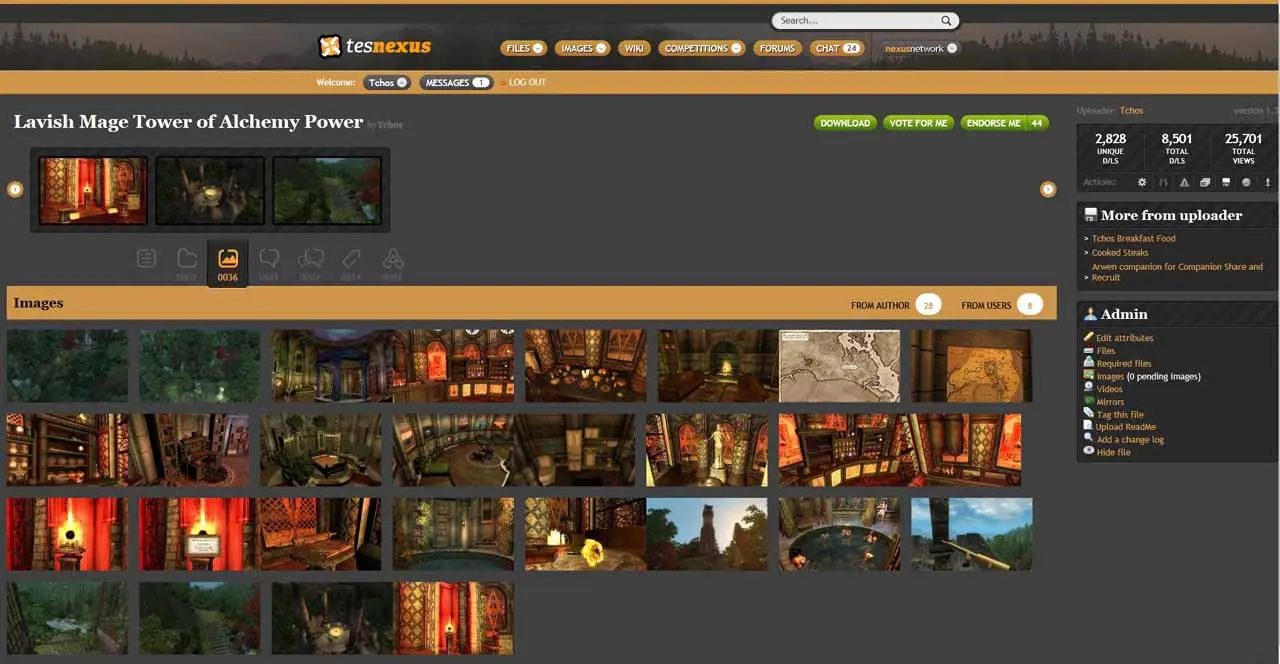 Search...
tesnexus
FILES IMAGES WIKI COMPETITIONS FORUMS CHAT 24 nexusnetwork
Welcome: Tchos MESSAGES 1 LOG OUT
Lavish Mage Tower of Alchemy Power by Tchos
DOWNLOAD VOTE FOR ME ENDORSE ME 44
Uploader: Tchos
2,828 8,501 25,701
UNIQUE TOTAL TOTAL
D/LS D/LS VIEWS
Actions:
More from uploader
> Tchos Breakfast Food
> Cooked Steaks
Arwen companion for Companion Share and
> Recruit
0036
Images FROM AUTHOR 28 FROM USERS 8
Admin
Edit attributes
Files
Required files
Images (0 pending images)
Videos
Mirrors
Tag this file
Upload ReadMe
Add a change log
Hide file